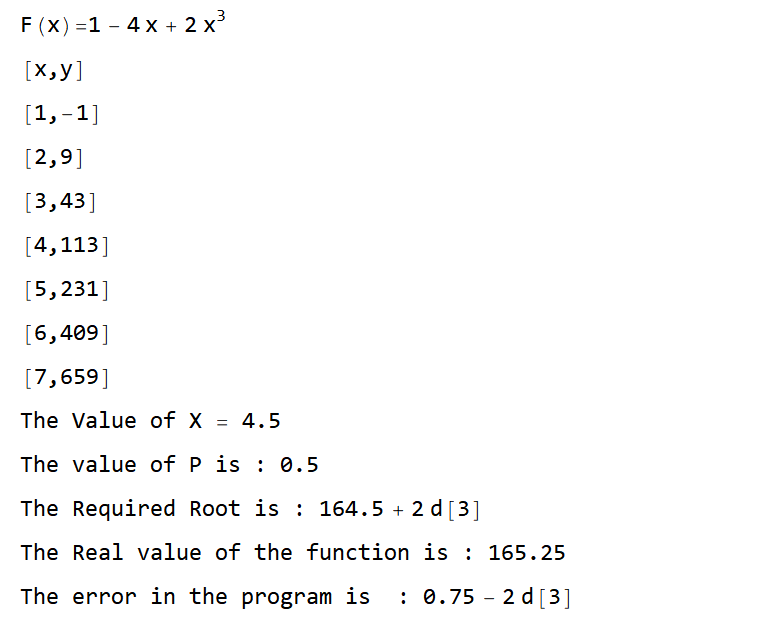 F(x)=1 - 4 x + 2 x³
[x,y]
[1,-1]
[2,9]
[3,43]
[4,113]
[5,231]
[6,409]
[7,659]
The Value of X = 4.5
The value of P is : 0.5
The Required Root is : 164.5 + 2 d[3]
The Real value of the function is : 165.25
The error in the program is  : 0.75 - 2 d[3]